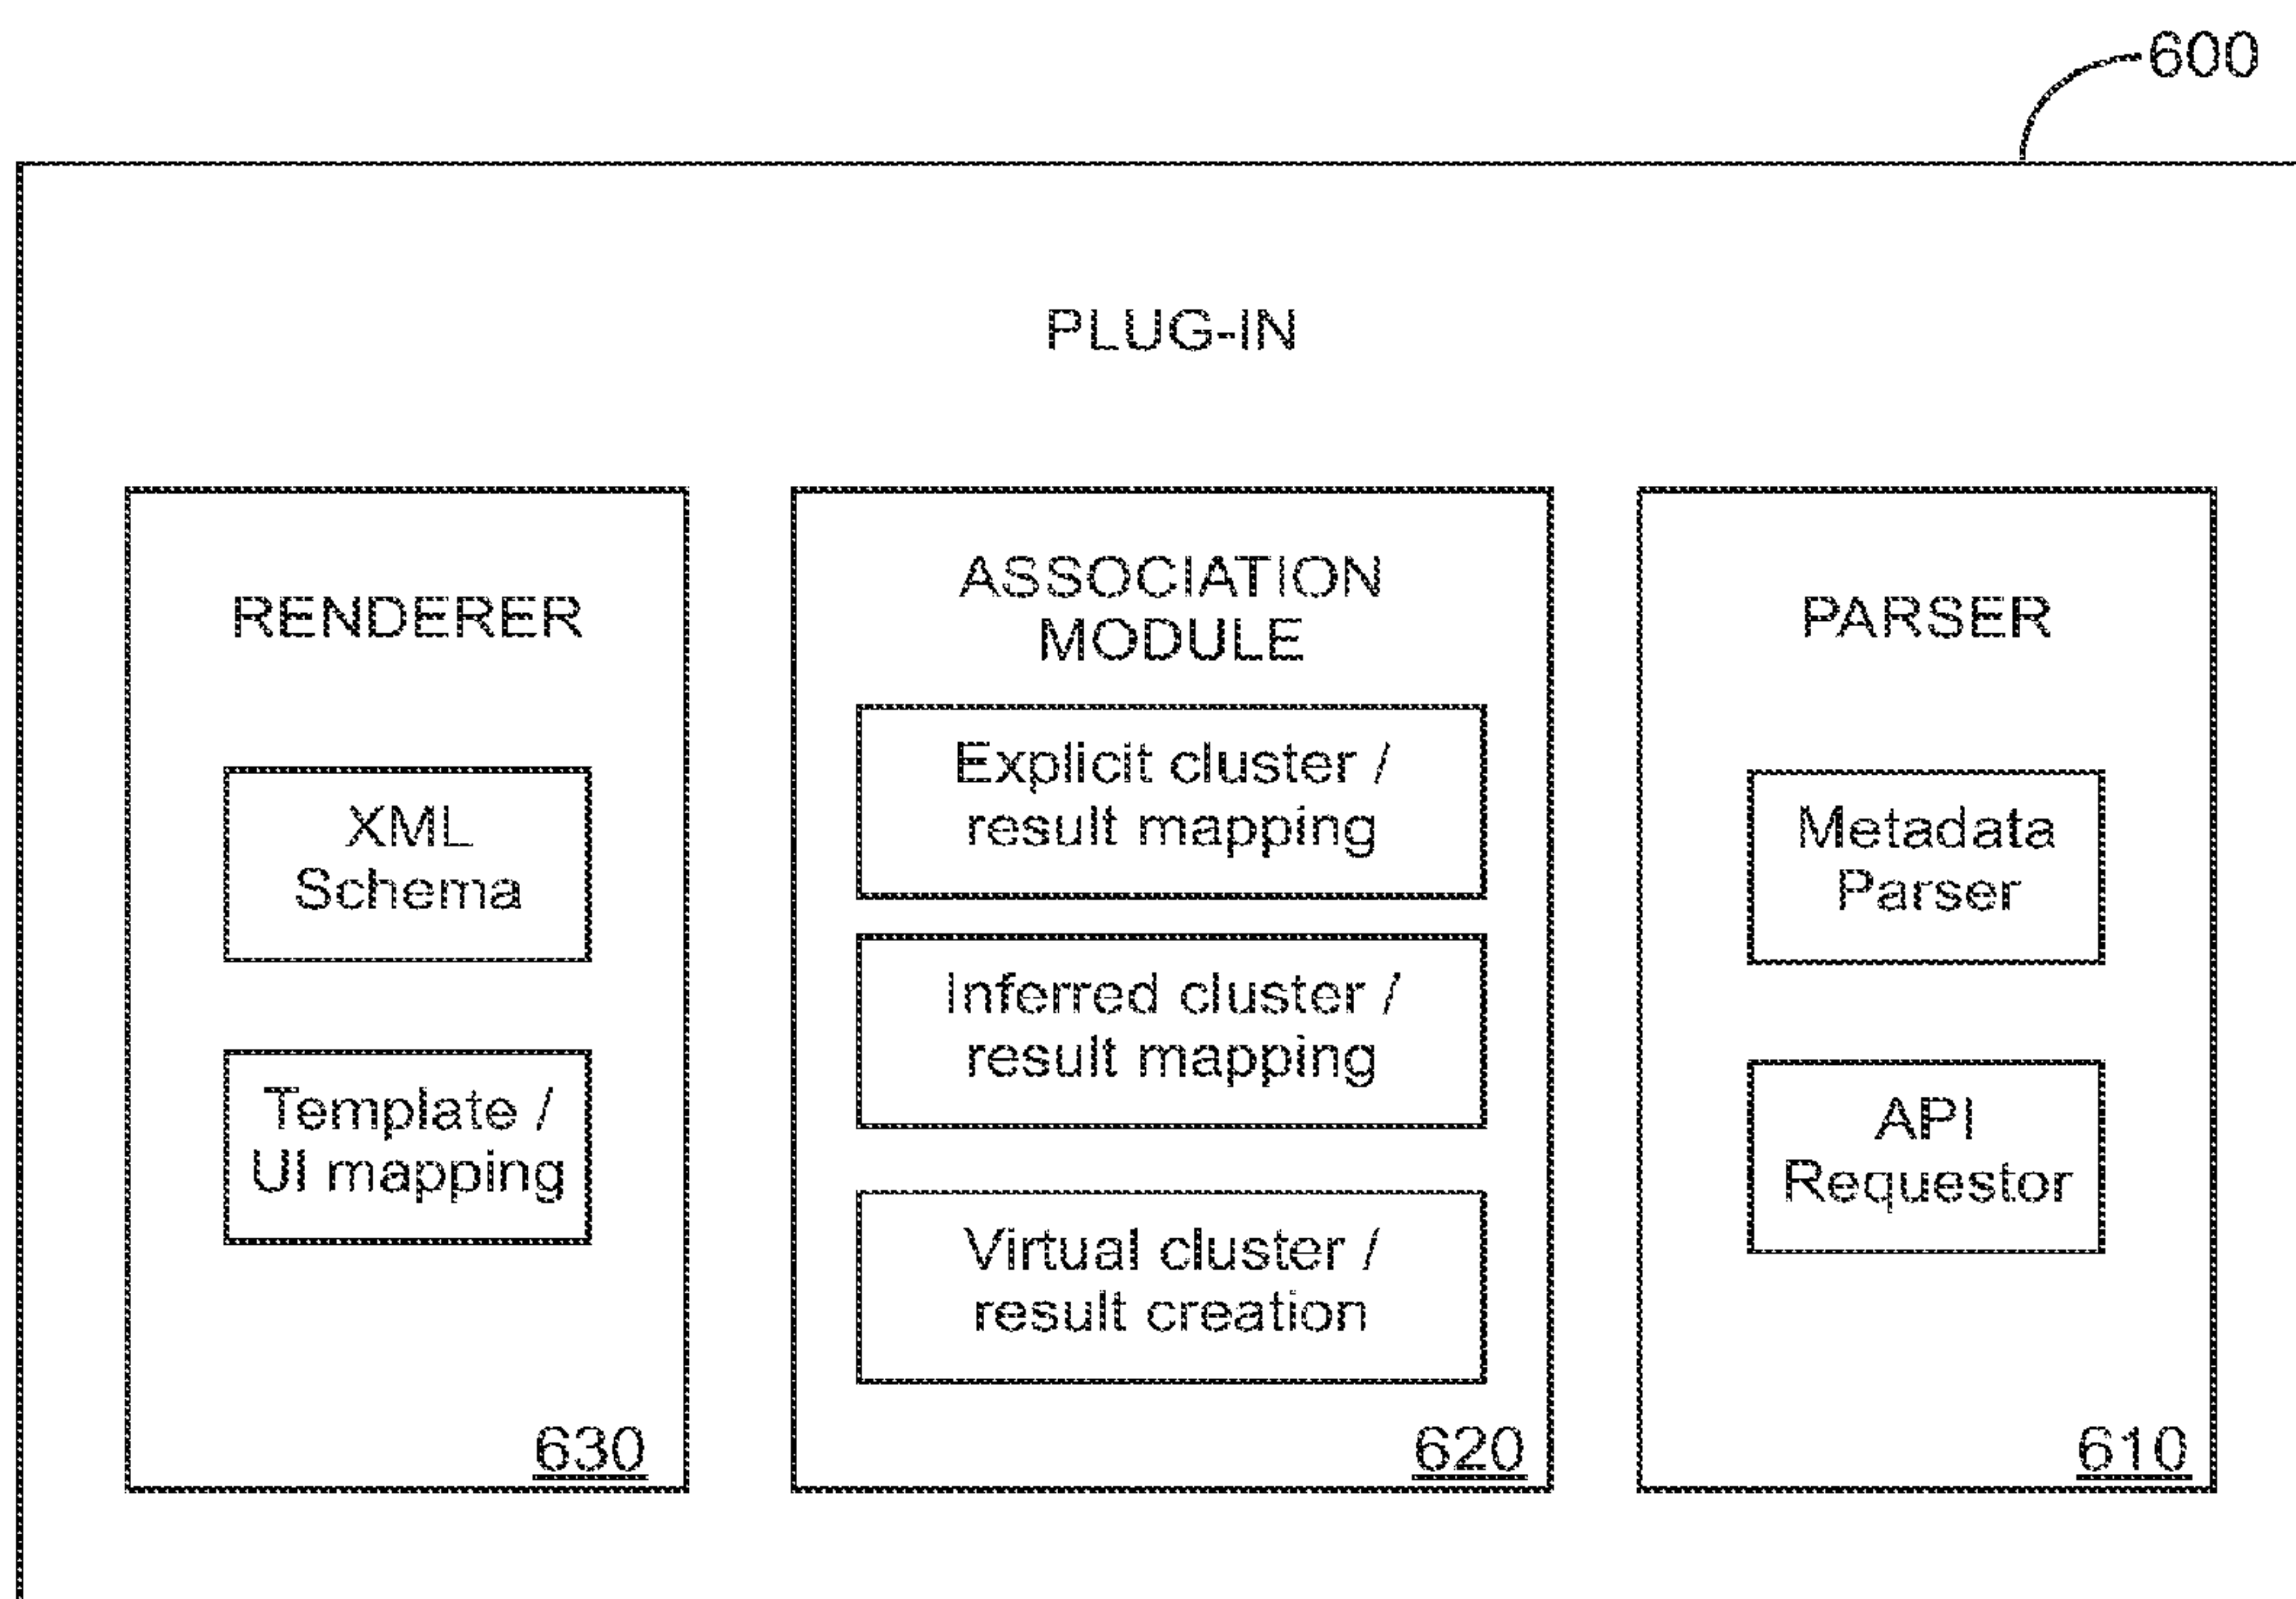 600
PLUG-IN
RENDERER
XML
Schema
Template /
UI mapping
630
ASSOCIATION
MODULE
Explicit cluster /
result mapping
Inferred cluster /
result mapping
Virtual cluster /
result creation
620
PARSER
Metadata
Parser
API
Requestor
610